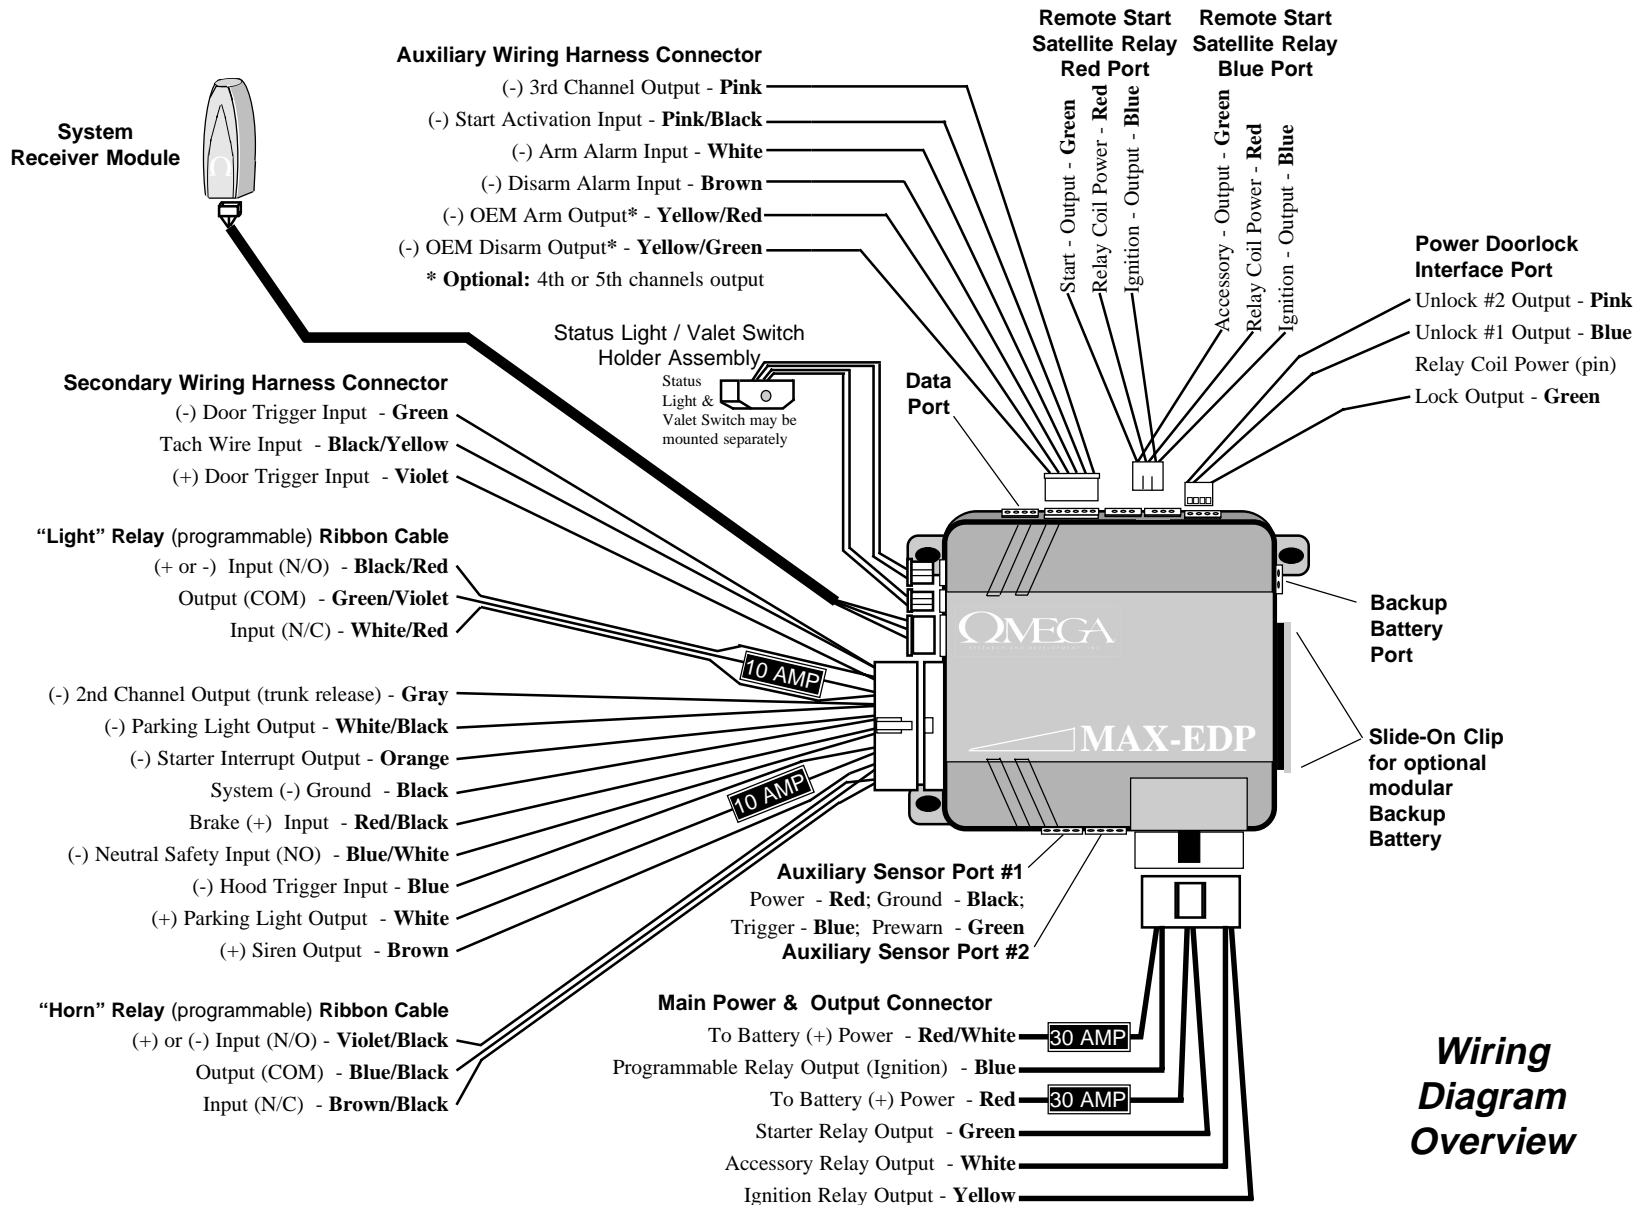 Remote Start
Satellite Relay
Red Port
Remote Start
Satellite Relay
Blue Port
Start - Output - Green
Relay Coil Power - Red
Ignition - Output - Blue
Accessory - Output - Green
Relay Coil Power - Red
Ignition - Output - Blue
Auxiliary Wiring Harness Connector
(-) 3rd Channel Output - Pink
(-) Start Activation Input - Pink/Black
(-) Arm Alarm Input - White
(-) Disarm Alarm Input - Brown
(-) OEM Arm Output* - Yellow/Red
(-) OEM Disarm Output* - Yellow/Green
* Optional: 4th or 5th channels output
System
Receiver Module
Ω
Power Doorlock
Interface Port
Unlock #2 Output - Pink
Unlock #1 Output - Blue
Relay Coil Power (pin)
Lock Output - Green
Status Light / Valet Switch
Holder Assembly
Status
Light &
Valet Switch may be
mounted separately
Data
Port
Secondary Wiring Harness Connector
(-) Door Trigger Input - Green
Tach Wire Input - Black/Yellow
(+) Door Trigger Input - Violet
“Light” Relay (programmable) Ribbon Cable
(+ or -) Input (N/O) - Black/Red
Output (COM) - Green/Violet
Input (N/C) - White/Red
10 AMP
(-) 2nd Channel Output (trunk release) - Gray
(-) Parking Light Output - White/Black
(-) Starter Interrupt Output - Orange
System (-) Ground - Black
Brake (+) Input - Red/Black
(-) Neutral Safety Input (NO) - Blue/White
(-) Hood Trigger Input - Blue
(+) Parking Light Output - White
(+) Siren Output - Brown
10 AMP
“Horn” Relay (programmable) Ribbon Cable
(+) or (-) Input (N/O) - Violet/Black
Output (COM) - Blue/Black
Input (N/C) - Brown/Black
ΩMEGA
RESEARCH AND DEVELOPMENT, INC.
MAX-EDP
Backup
Battery
Port
Slide-On Clip
for optional
modular
Backup
Battery
Auxiliary Sensor Port #1
Power - Red; Ground - Black;
Trigger - Blue; Prewarn - Green
Auxiliary Sensor Port #2
Main Power & Output Connector
To Battery (+) Power - Red/White
30 AMP
Programmable Relay Output (Ignition) - Blue
To Battery (+) Power - Red
30 AMP
Starter Relay Output - Green
Accessory Relay Output - White
Ignition Relay Output - Yellow
Wiring
Diagram
Overview